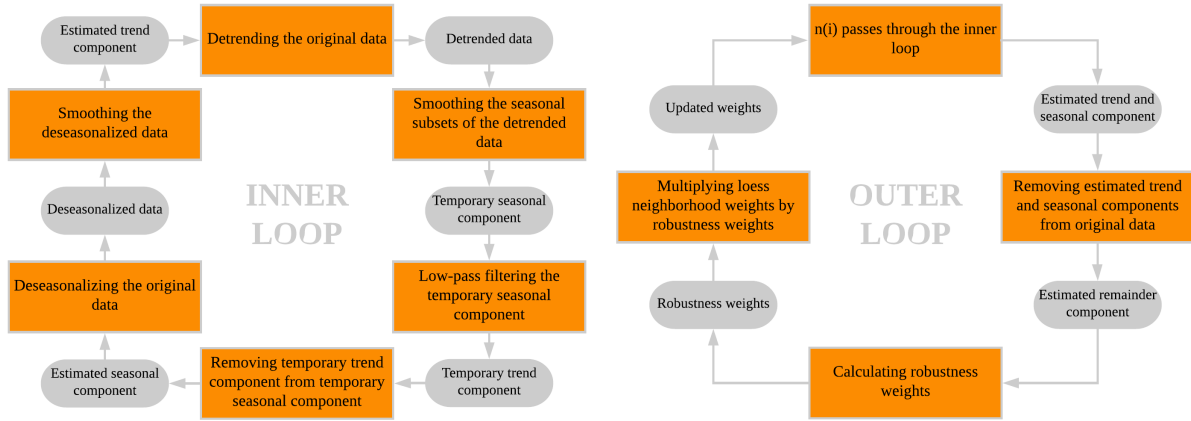 Estimated trend
component
Detrending the original data
Detrended data
Smoothing the
deseasonalized data
Smoothing the seasonal
subsets of the detrended
data
INNER
LOOP
Deseasonalized data
Temporary seasonal
component
Deseasonalizing the original
data
Low-pass filtering the
temporary seasonal
component
Estimated seasonal
component
Removing temporary trend
component from temporary
seasonal component
Temporary trend
component
n(i) passes through the inner
loop
Updated weights
Estimated trend and
seasonal component
Multiplying loess
neighborhood weights by
robustness weights
OUTER
LOOP
Removing estimated trend
and seasonal components
from original data
Robustness weights
Estimated remainder
component
Calculating robustness
weights